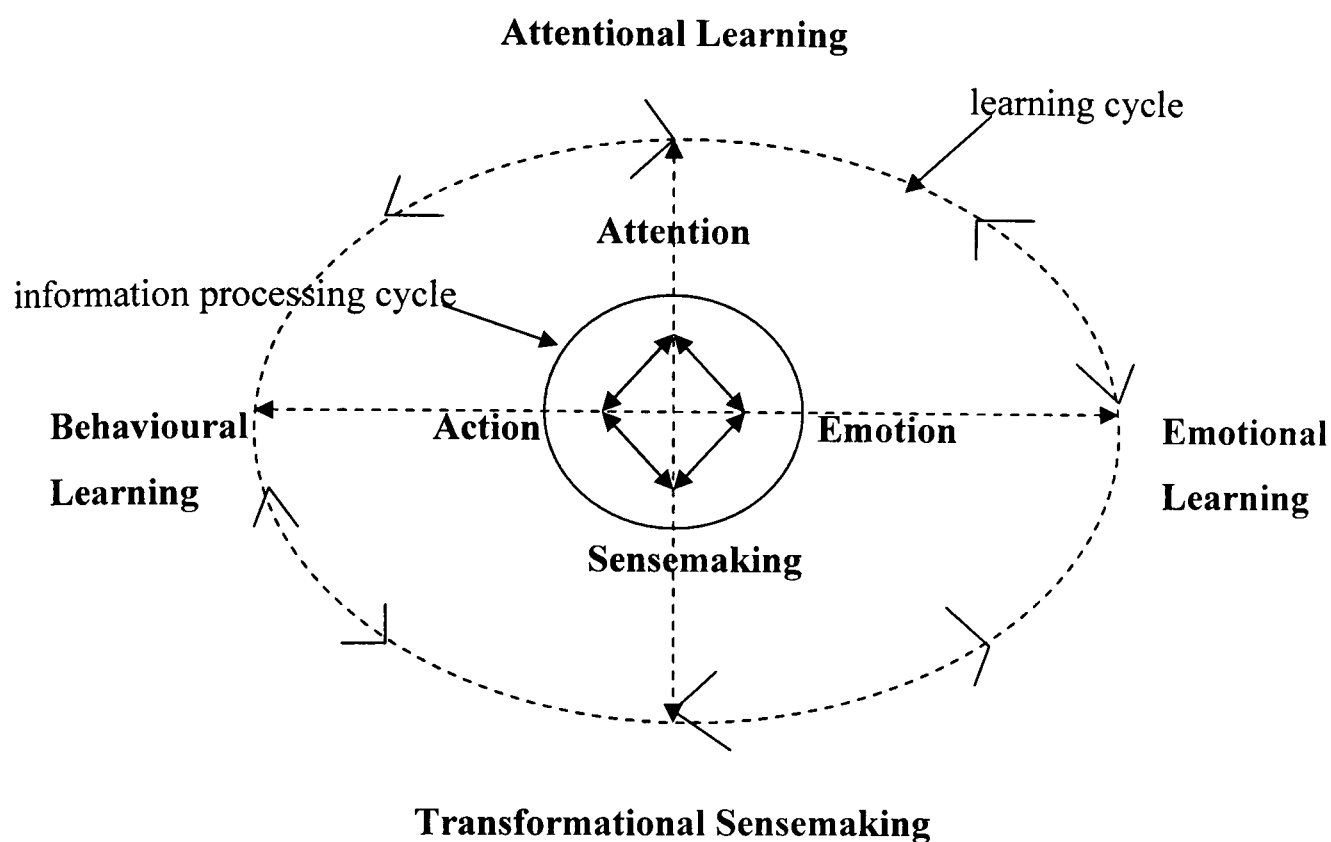 Attentional Learning
learning cycle
Attention
information processing cycle
Behavioural
Learning
Action
Emotion
Emotional
Learning
Sensemaking
Transformational Sensemaking